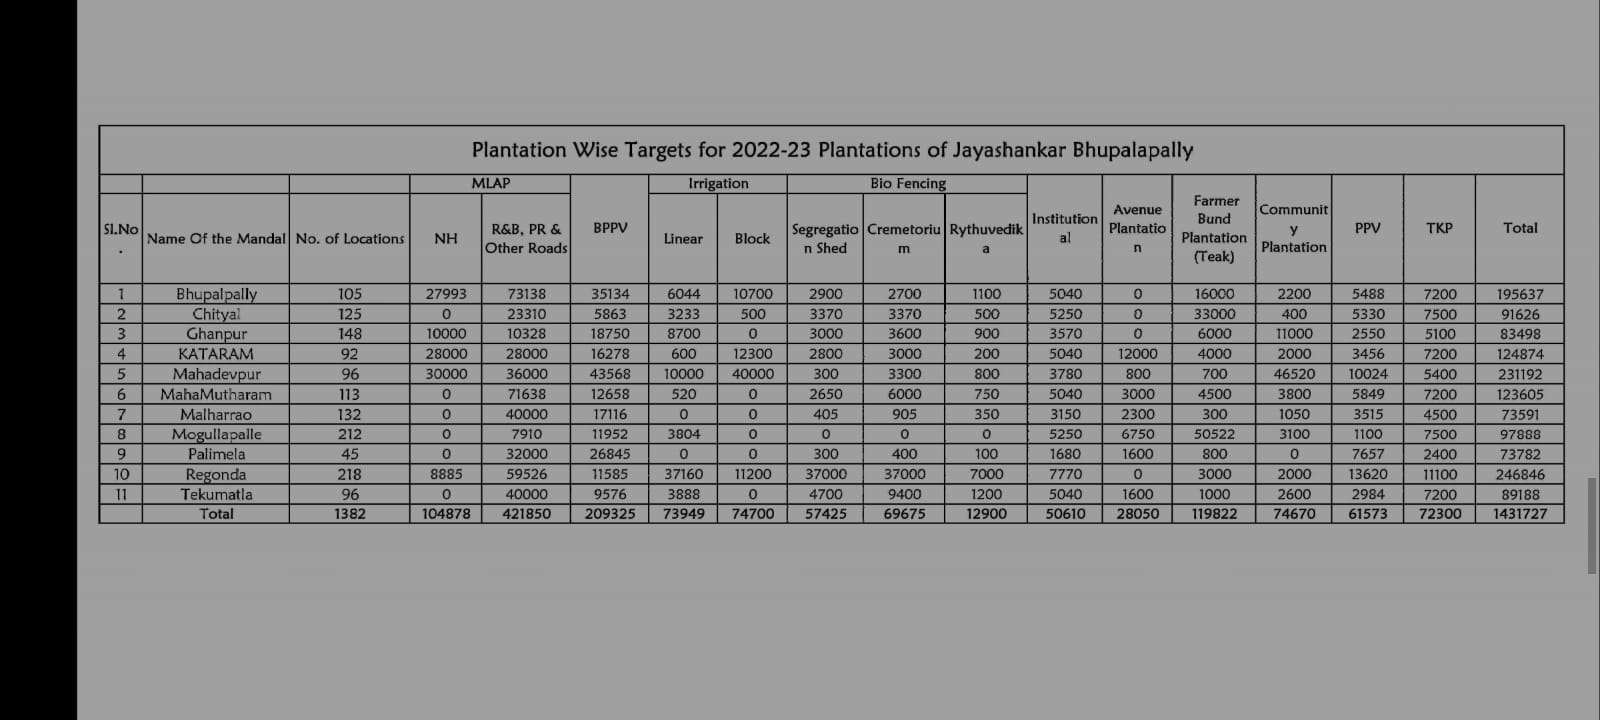 Plantation Wise Targets for 2022-23 Plantations of Jayashankar Bhupalapally
MLAP Irrigation Bio Fencing
Sl.No. Name Of the Mandal No. of Locations NH R&B, PR & Other Roads BPPV Linear Block Segregation Shed Cremetorium Rythuvedika Institutional Avenue Plantation Farmer Bund Plantation (Teak) Community Plantation PPV TKP Total
1 Bhupalpally 105 27993 73138 35134 6044 10700 2900 2700 1100 5040 0 16000 2200 5488 7200 195637
2 Chityal 125 0 23310 5863 3233 500 3370 3370 500 5250 0 33000 400 5330 7500 91626
3 Ghanpur 148 10000 10328 18750 8700 0 3000 3600 900 3570 0 6000 11000 2550 5100 83498
4 KATARAM 92 28000 28000 16278 600 12300 2800 3000 200 5040 12000 4000 2000 3456 7200 124874
5 Mahadevpur 96 30000 36000 43568 10000 40000 300 3300 800 3780 800 700 46520 10024 5400 231192
6 MahaMutharam 113 0 71638 12658 520 0 2650 6000 750 5040 3000 4500 3800 5849 7200 123605
7 Malharrao 132 0 40000 17116 0 0 405 905 350 3150 2300 300 1050 3515 4500 73591
8 Mogullapalle 212 0 7910 11952 3804 0 0 0 0 5250 6750 50522 3100 1100 7500 97888
9 Palimela 45 0 32000 26845 0 0 300 400 100 1680 1600 800 0 7657 2400 73782
10 Regonda 218 8885 59526 11585 37160 11200 37000 37000 7000 7770 0 3000 2000 13620 11100 246846
11 Tekumatla 96 0 40000 9576 3888 0 4700 9400 1200 5040 1600 1000 2600 2984 7200 89188
Total 1382 104878 421850 209325 73949 74700 57425 69675 12900 50610 28050 119822 74670 61573 72300 1431727